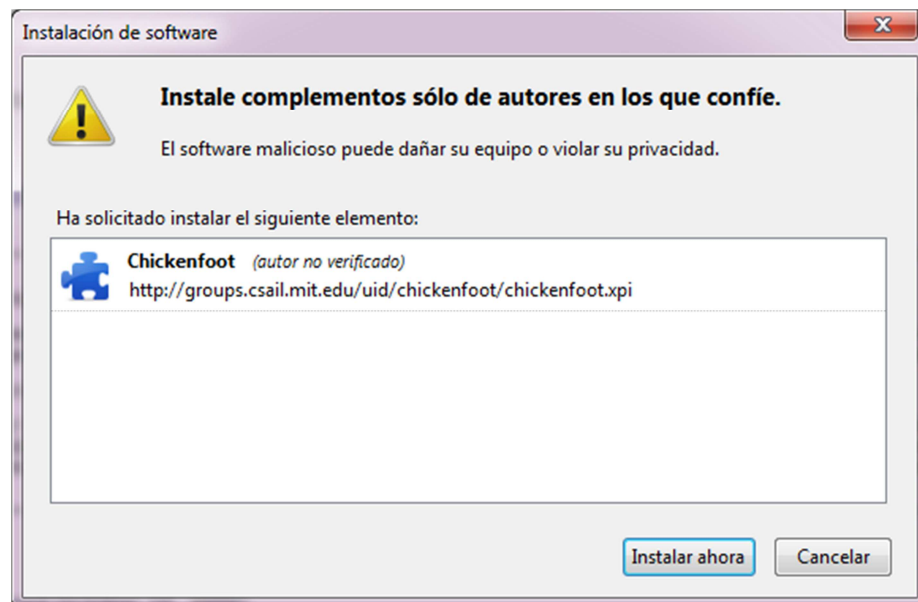 Instalación de software
Instale complementos sólo de autores en los que confíe.
El software malicioso puede dañar su equipo o violar su privacidad.
Ha solicitado instalar el siguiente elemento:
Chickenfoot (autor no verificado)
http://groups.csail.mit.edu/uid/chickenfoot/chickenfoot.xpi
Instalar ahora Cancelar